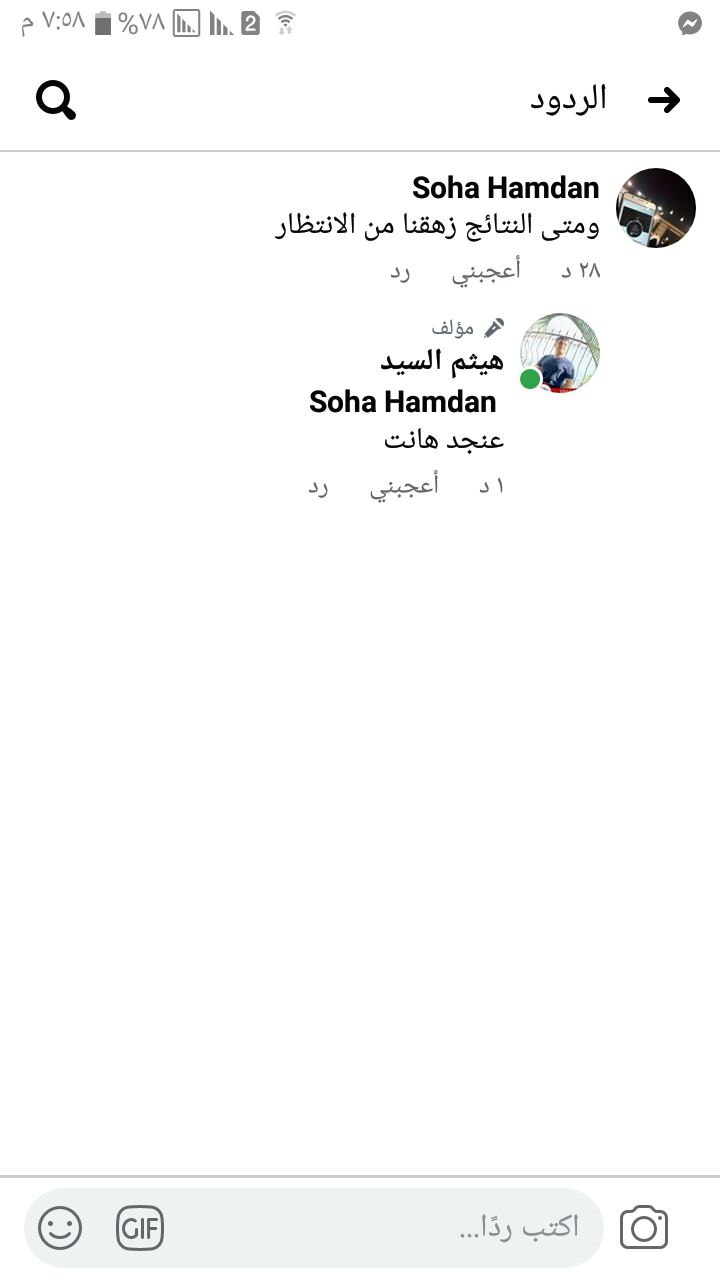 ٧:٥٨ م ٧٨% 2
الردود
Soha Hamdan
ومتى النتائج زهقنا من الانتظار
٢٨ د أعجبني رد
مؤلف
هيثم السيد
Soha Hamdan
عنجد هانت
١ د أعجبني رد
اكتب ردًا... GIF